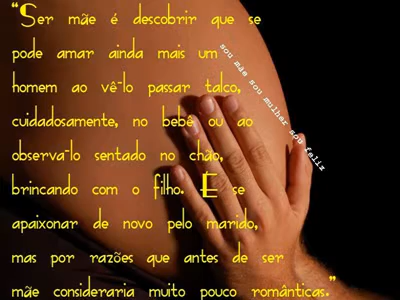 “Ser mãe é descobrir que se
pode amar ainda mais um
homem ao vê-lo passar talco,
cuidadosamente, no bebê ou ao
observa-lo sentado no chão,
brincando com o filho. E se
apaixonar de novo pelo marido,
mas por razões que antes de ser
mãe consideraria muito pouco românticas.”
sou mãe sou mulher sou feliz